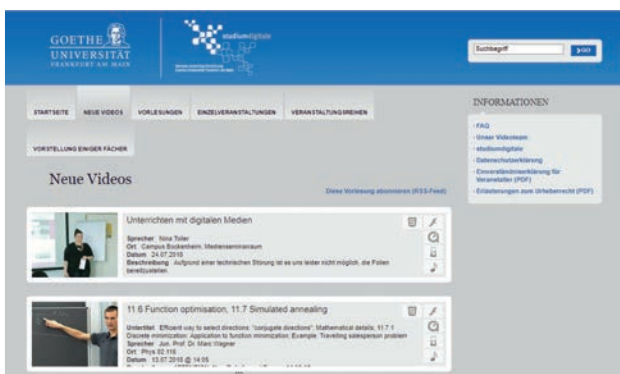 GOETHE
UNIVERSITÄT
FRANKFURT AM MAIN
studiumdigitale
Suchbegriff
GO
STARTSEITE
NEUE VIDEOS
VORLESUNGEN
EINZELVERANSTALTUNGEN
VERANSTALTUNGSREIHEN
VORSTELLUNG EINIGER FÄCHER
INFORMATIONEN
FAQ
Unser Videoteam
studiumdigitale
Datenschutzerklärung
Einverständniserklärung für
Veranstalter (PDF)
Erläuterungen zum Urheberrecht (PDF)
Neue Videos
Diese Vorlesung abonnieren (RSS-Feed)
Unterrichten mit digitalen Medien
Sprecher Nina Toller
Ort Campus Bockenheim, Medienseminarraum
Datum 24.07.2018
Beschreibung Aufgrund einer technischen Störung ist es uns leider nicht möglich, die Folien
bereitzustellen.
11.6 Function optimisation, 11.7 Simulated annealing
Untertitel Efficient way to select directions: "conjugate directions"; Mathematical details; 11.7.1
Discrete minimization; Application to function minimization; Example: Travelling salesperson problem
Sprecher Jun. Prof. Dr. Marc Wagner
Ort Phys 02.116
Datum 13.07.2018 @ 14:05